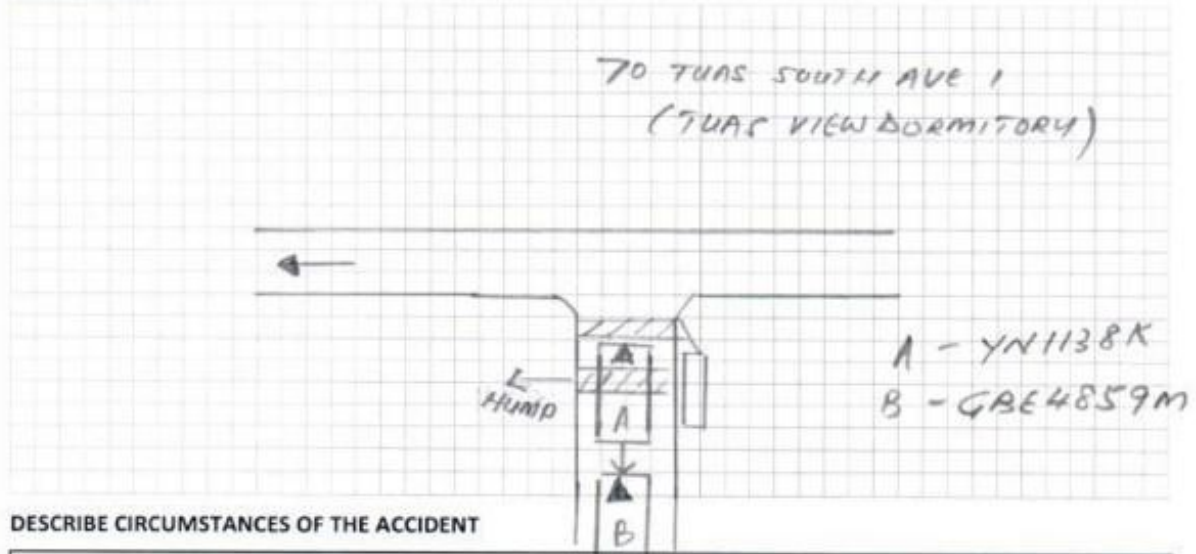 70 TUAS SOUTH AVE 1
(TUAS VIEW DORMITORY)
A - YN1138K
HUMP
B - GBE4859M
A
B
DESCRIBE CIRCUMSTANCES OF THE ACCIDENT